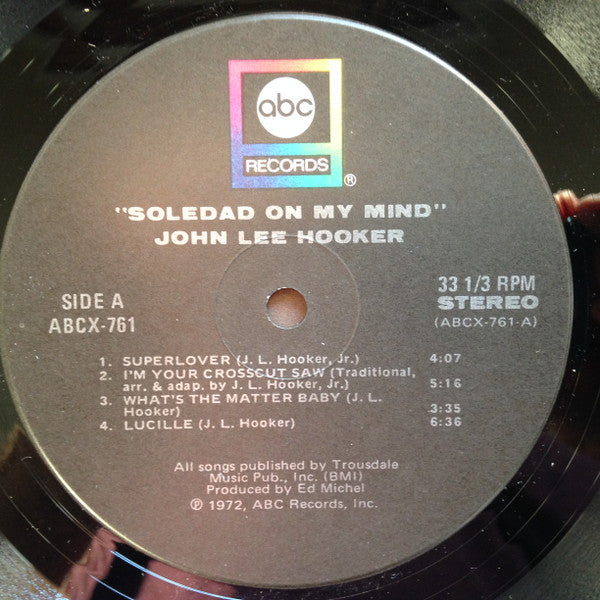 abc
RECORDS
®
"SOLEDAD ON MY MIND"
JOHN LEE HOOKER
SIDE A
ABCX-761
33 1/3 RPM
STEREO
(ABCX-761-A)
1. SUPERLOVER (J. L. Hooker, Jr.) 4:07
2. I'M YOUR CROSSCUT SAW (Traditional,
arr. & adap. by J. L. Hooker, Jr.) 5:16
3. WHAT'S THE MATTER BABY (J. L.
Hooker) 3:35
4. LUCILLE (J. L. Hooker) 6:36
All songs published by Trousdale
Music Pub., Inc. (BMI)
Produced by Ed Michel
℗ 1972, ABC Records, Inc.